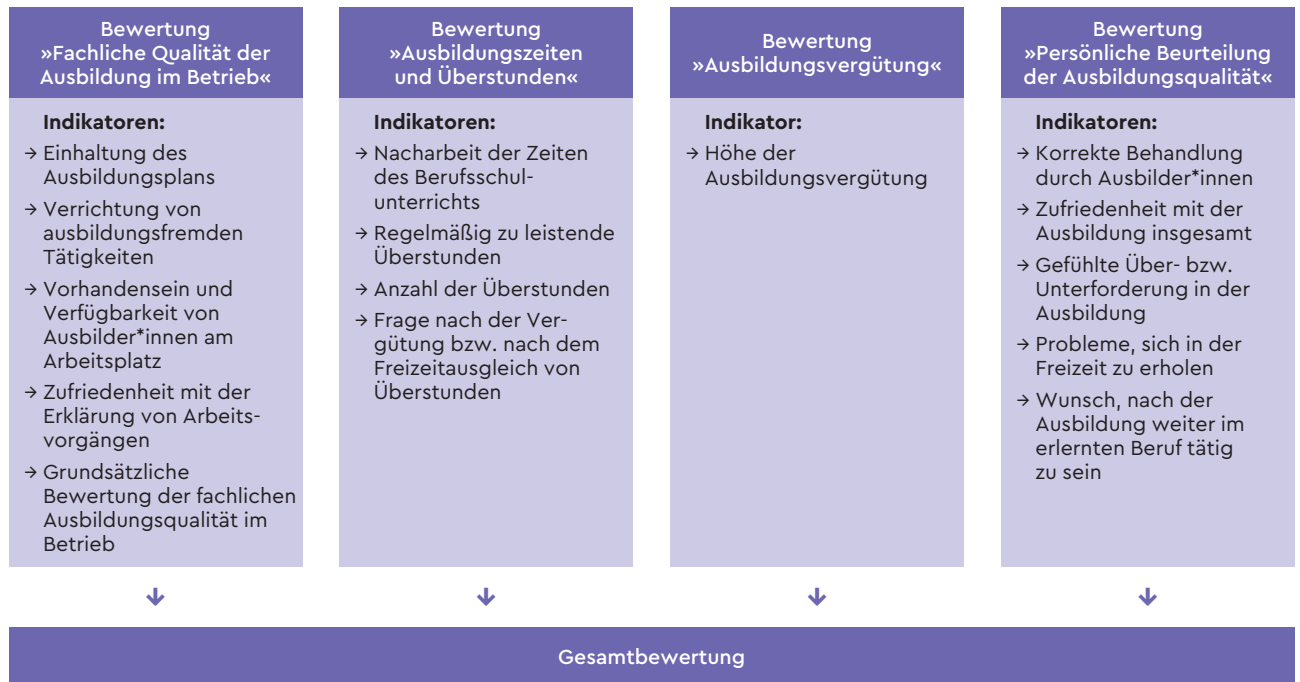 Bewertung
»Fachliche Qualität der
Ausbildung im Betrieb«
Indikatoren:
→ Einhaltung des
Ausbildungsplans
→ Verrichtung von
ausbildungsfremden
Tätigkeiten
→ Vorhandensein und
Verfügbarkeit von
Ausbilder*innen am
Arbeitsplatz
→ Zufriedenheit mit der
Erklärung von Arbeits-
vorgängen
→ Grundsätzliche
Bewertung der fachlichen
Ausbildungsqualität im
Betrieb
Bewertung
»Ausbildungszeiten
und Überstunden«
Indikatoren:
→ Nacharbeit der Zeiten
des Berufsschul-
unterrichts
→ Regelmäßig zu leistende
Überstunden
→ Anzahl der Überstunden
→ Frage nach der Ver-
gütung bzw. nach dem
Freizeitausgleich von
Überstunden
Bewertung
»Ausbildungsvergütung«
Indikator:
→ Höhe der
Ausbildungsvergütung
Bewertung
»Persönliche Beurteilung
der Ausbildungsqualität«
Indikatoren:
→ Korrekte Behandlung
durch Ausbilder*innen
→ Zufriedenheit mit der
Ausbildung insgesamt
→ Gefühlte Über- bzw.
Unterforderung in der
Ausbildung
→ Probleme, sich in der
Freizeit zu erholen
→ Wunsch, nach der
Ausbildung weiter im
erlernten Beruf tätig
zu sein
Gesamtbewertung